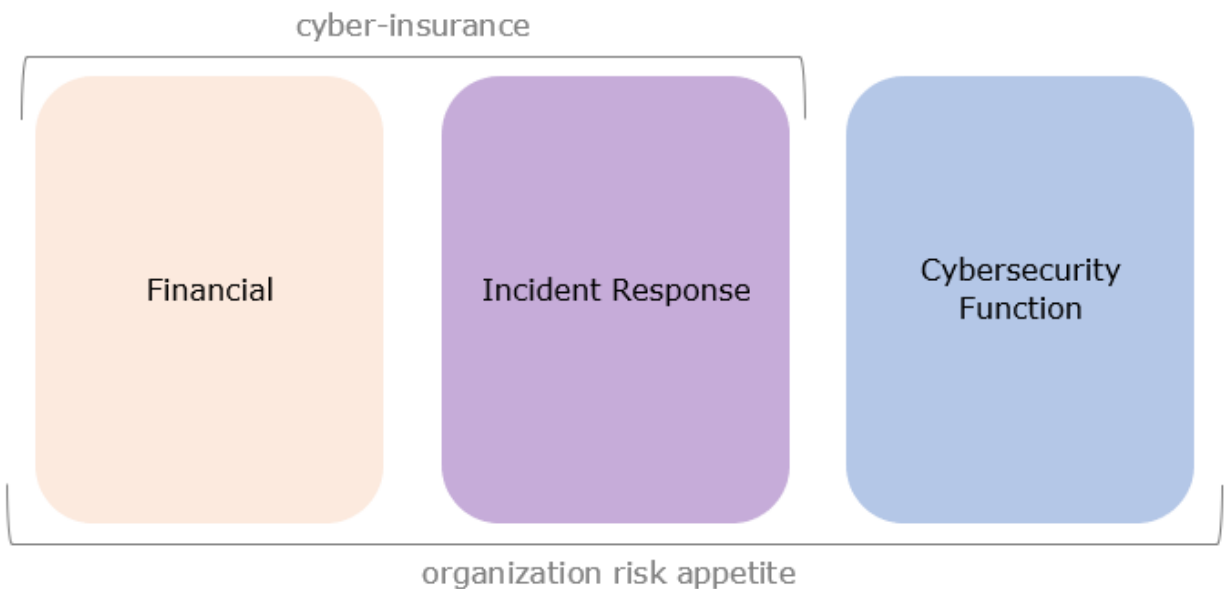 cyber-insurance
Financial
Incident Response
Cybersecurity
Function
organization risk appetite